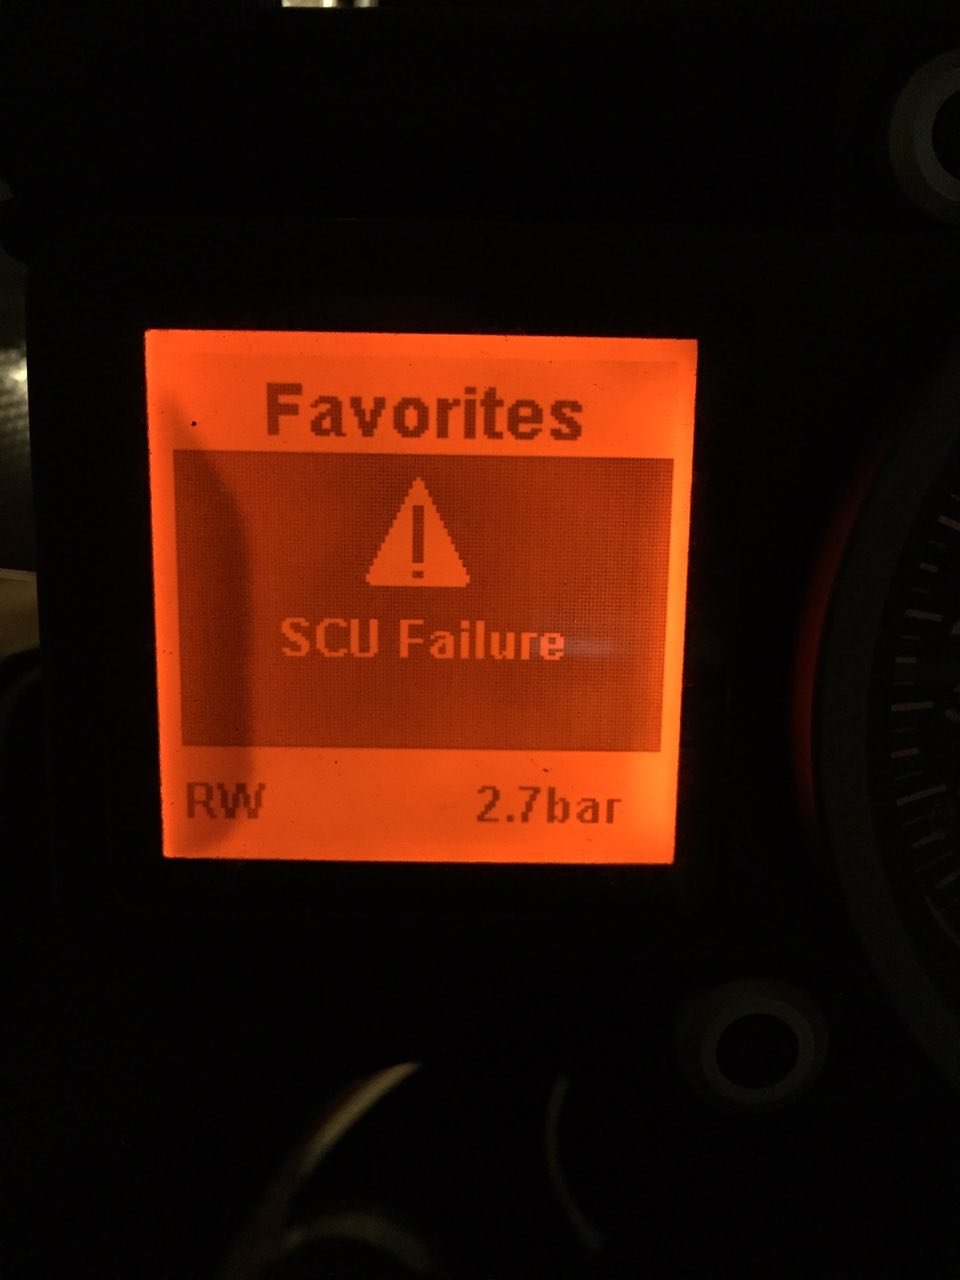 Favorites
!
SCU Failure
RW 2.7bar